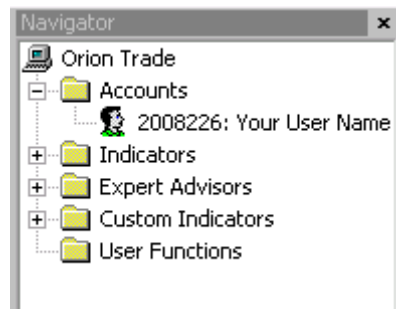 Navigator
Orion Trade
Accounts
2008226: Your User Name
Indicators
Expert Advisors
Custom Indicators
User Functions